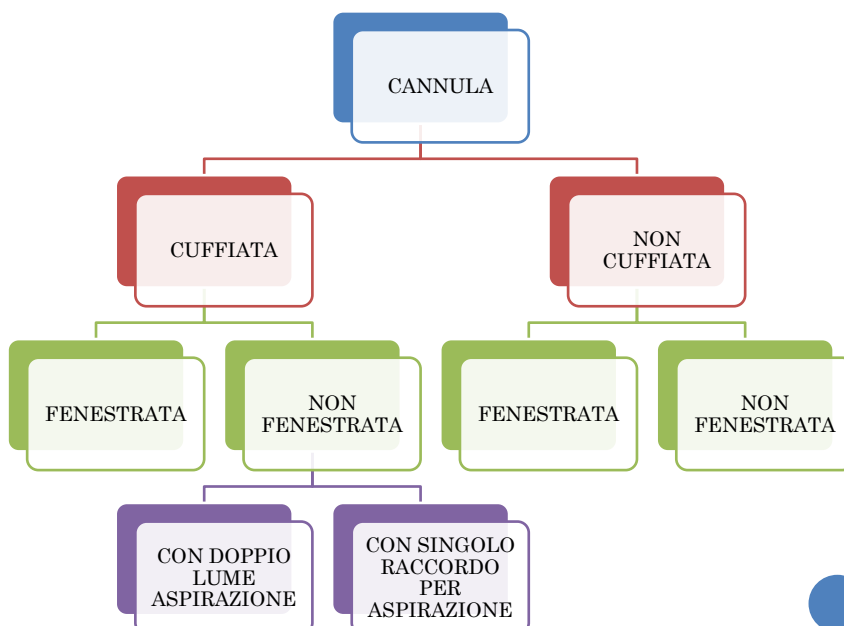 CANNULA
CUFFIATA
NON
CUFFIATA
FENESTRATA
NON
FENESTRATA
FENESTRATA
NON
FENESTRATA
CON DOPPIO
LUME
ASPIRAZIONE
CON SINGOLO
RACCORDO
PER
ASPIRAZIONE